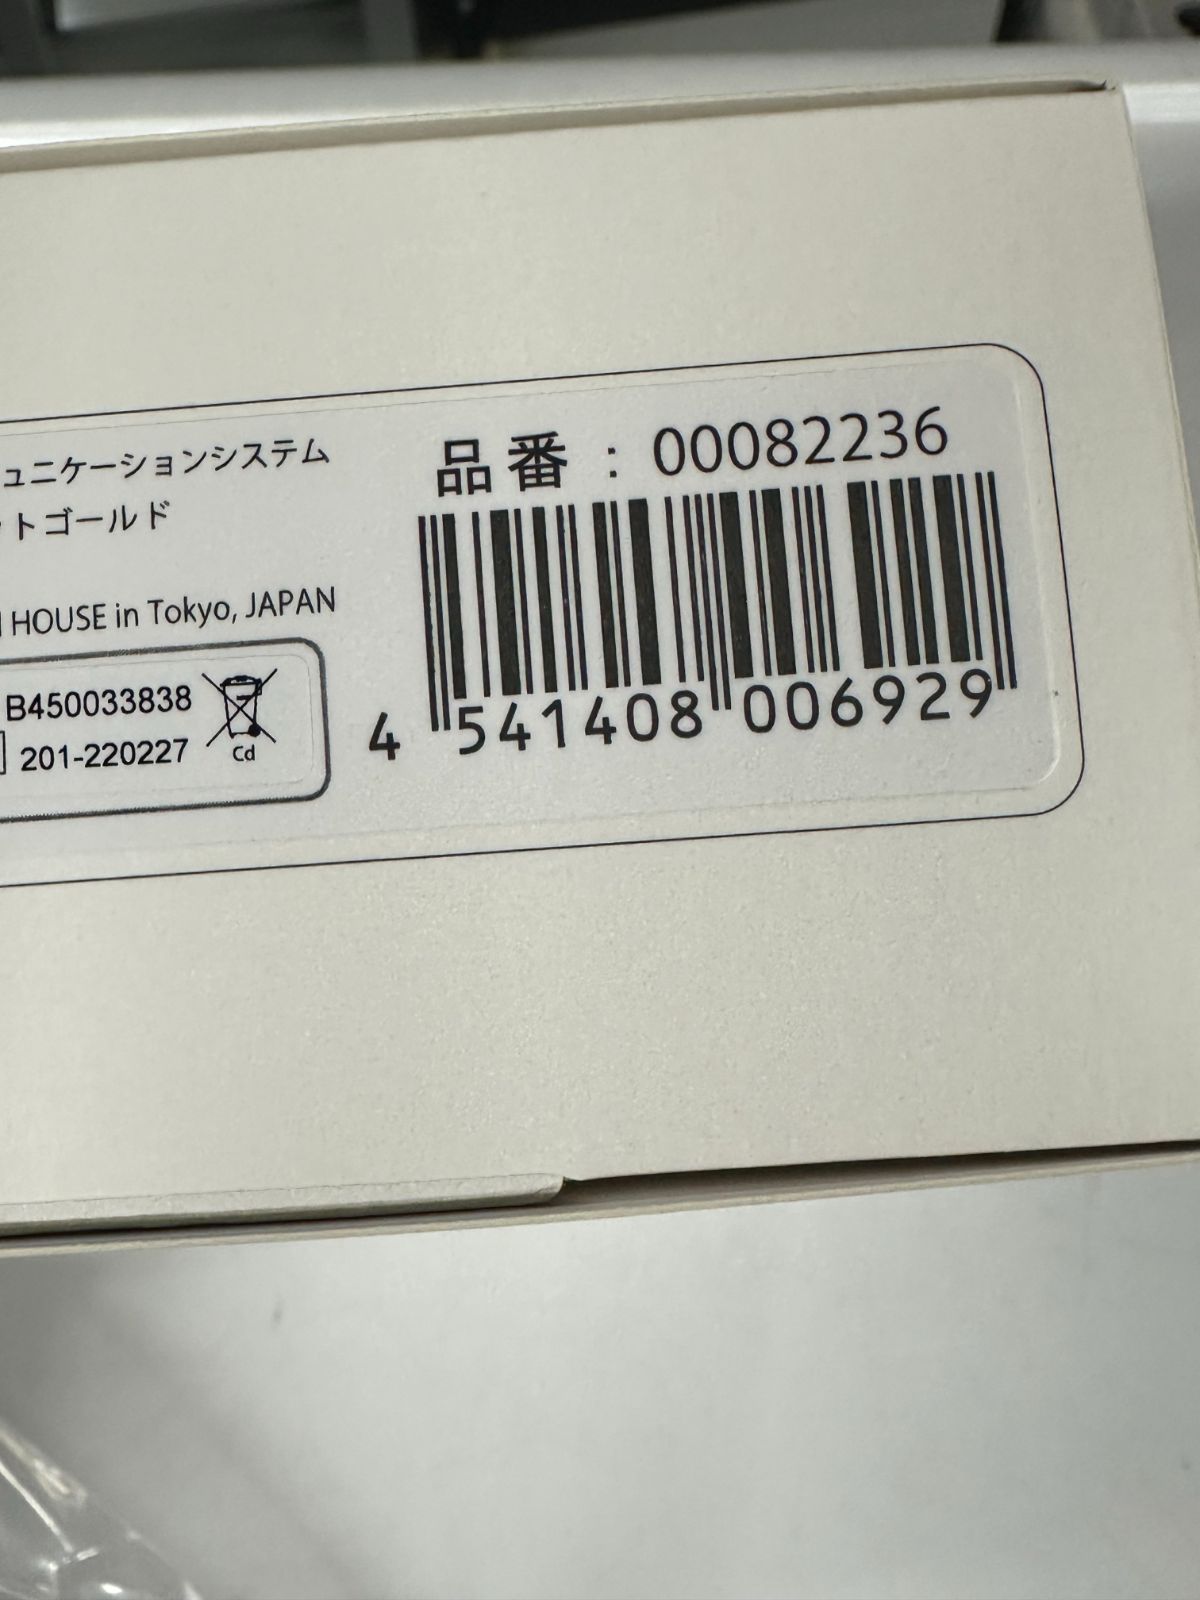 ュニケーションシステム
ットゴールド
HOUSE in Tokyo, JAPAN
B450033838
201-220227
Cd
品番：00082236
4 541408 006929